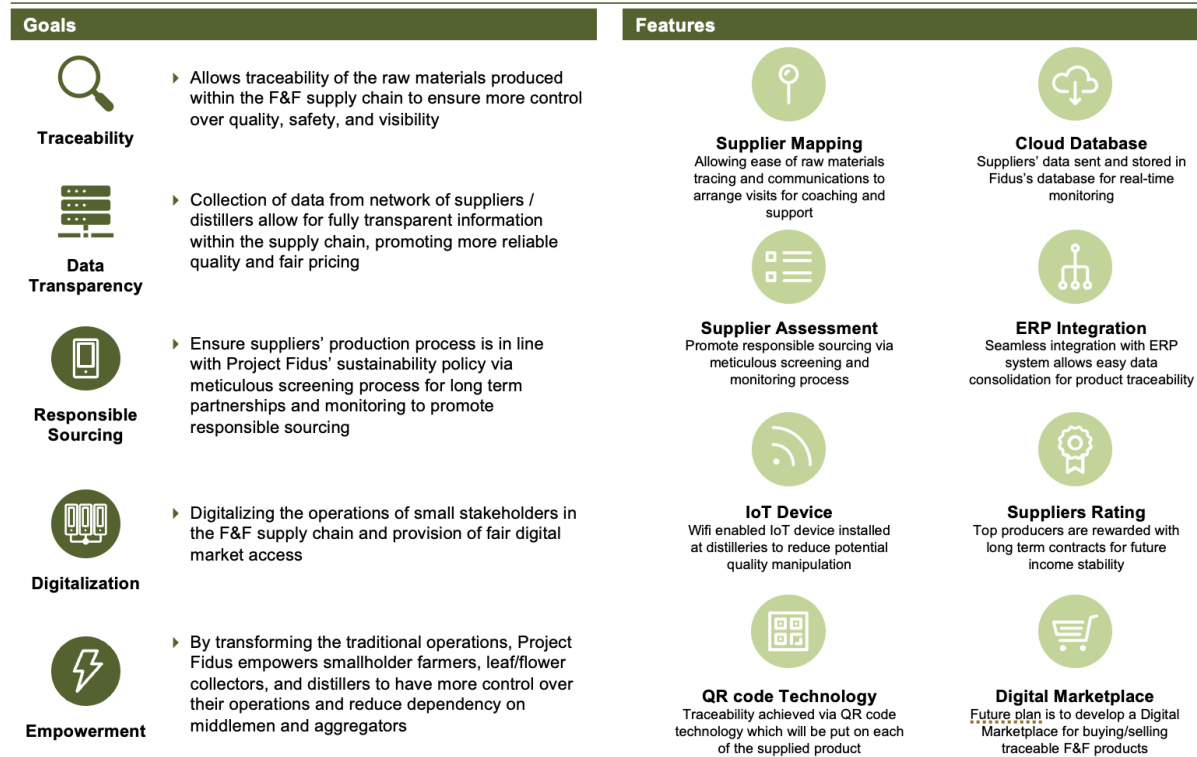 Goals
Traceability
Allows traceability of the raw materials produced
within the F&F supply chain to ensure more control
over quality, safety, and visibility
Data
Transparency
Collection of data from network of suppliers /
distillers allow for fully transparent information
within the supply chain, promoting more reliable
quality and fair pricing
Responsible
Sourcing
Ensure suppliers’ production process is in line
with Project Fidus’ sustainability policy via
meticulous screening process for long term
partnerships and monitoring to promote
responsible sourcing
Digitalization
Digitalizing the operations of small stakeholders in
the F&F supply chain and provision of fair digital
market access
Empowerment
By transforming the traditional operations, Project
Fidus empowers smallholder farmers, leaf/flower
collectors, and distillers to have more control over
their operations and reduce dependency on
middlemen and aggregators
Features
Supplier Mapping
Allowing ease of raw materials
tracing and communications to
arrange visits for coaching and
support
Cloud Database
Suppliers’ data sent and stored in
Fidus’s database for real-time
monitoring
Supplier Assessment
Promote responsible sourcing via
meticulous screening and
monitoring process
ERP Integration
Seamless integration with ERP
system allows easy data
consolidation for product traceability
IoT Device
Wifi enabled IoT device installed
at distilleries to reduce potential
quality manipulation
Suppliers Rating
Top producers are rewarded with
long term contracts for future
income stability
QR code Technology
Traceability achieved via QR code
technology which will be put on each
of the supplied product
Digital Marketplace
Future plan is to develop a Digital
Marketplace for buying/selling
traceable F&F products